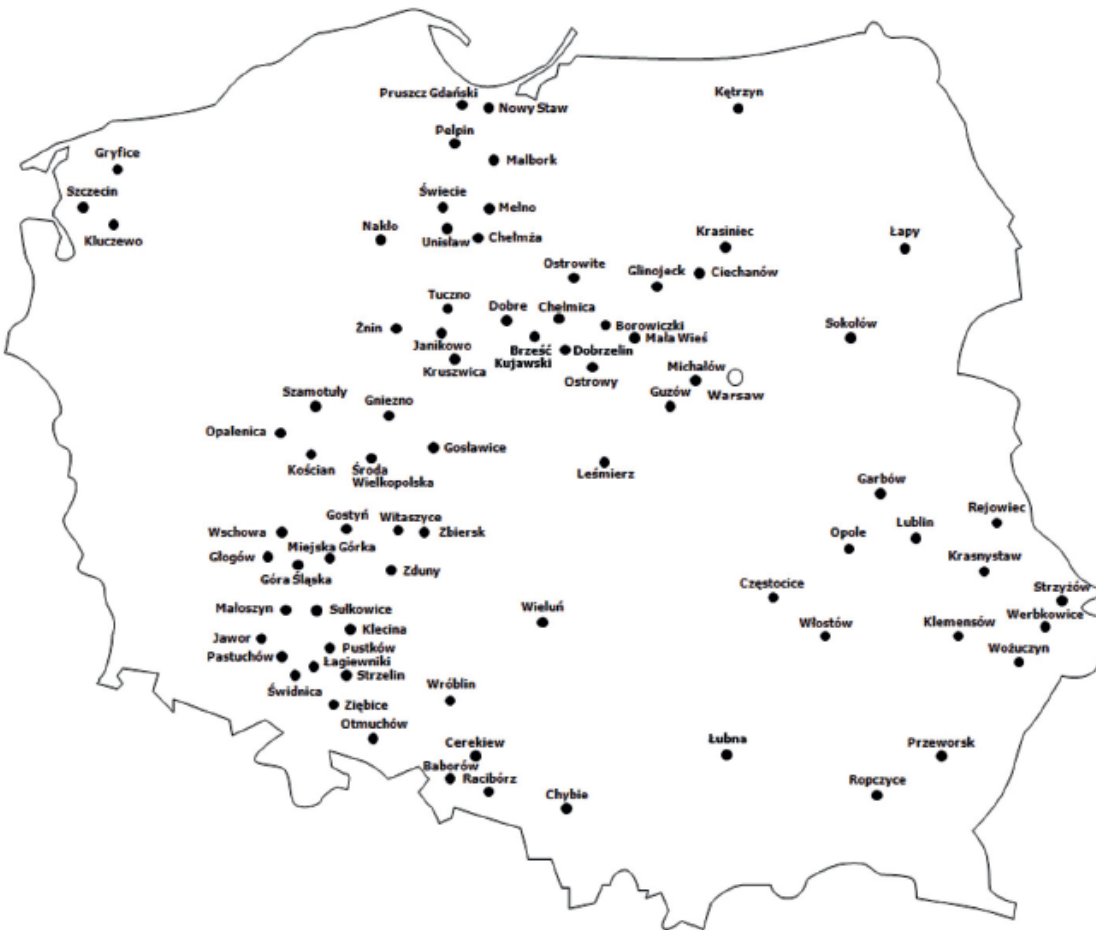 Pruszcz Gdański
Nowy Staw
Kętrzyn
Pelpin
Malbork
Gryfice
Szczecin
Kluczewo
Świecie
Mełno
Nakło
Unisław
Chełmża
Krasiniec
Łapy
Ostrowite
Glinojeck
Ciechanów
Tuczno
Dobre
Chełmica
Żnin
Janikowo
Borowiczki
Mała Wieś
Sokołów
Brześć
Kujawski
Dobrzelin
Kruszwica
Ostrowy
Michałów
Warsaw
Guzów
Szamotuły
Gniezno
Opalenica
Gosławice
Kościan
Środa
Wielkopolska
Leśmierz
Garbów
Rejowiec
Gostyń
Witaszyce
Wschowa
Zbiersk
Lublin
Opole
Miejska Górka
Głogów
Góra Śląska
Zduny
Krasnystaw
Częstocice
Strzyżów
Małoszyn
Sułkowice
Wieluń
Werbkowice
Włostów
Klemensów
Klecina
Jawor
Pustków
Wożuczyn
Pastuchów
Łagiewniki
Świdnica
Strzelin
Wróblin
Ziębice
Otmuchów
Cerekiew
Łubna
Przeworsk
Baborów
Racibórz
Ropczyce
Chybie